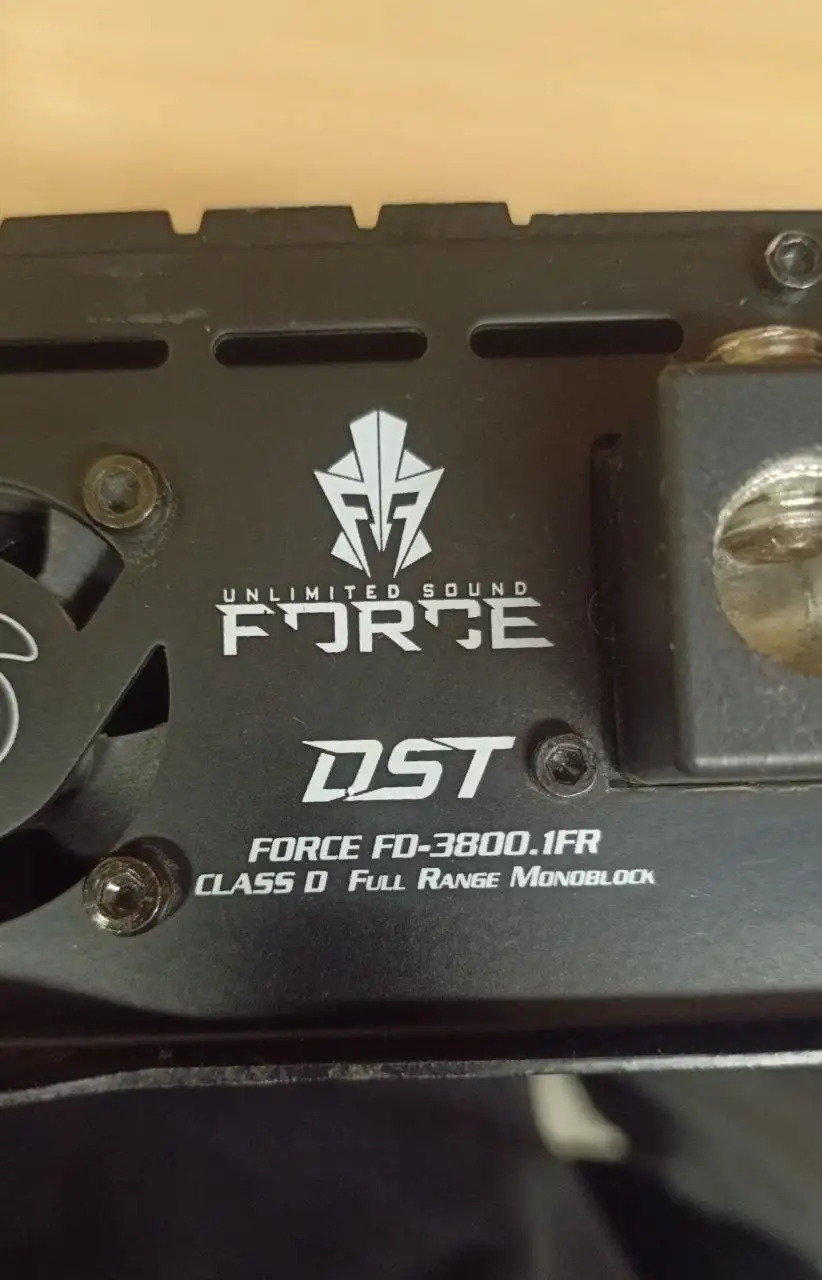 UNLIMITED SOUND
FORCE
DST
FORCE FD-3800.1FR
CLASS D FULL RANGE MONOBLOCK